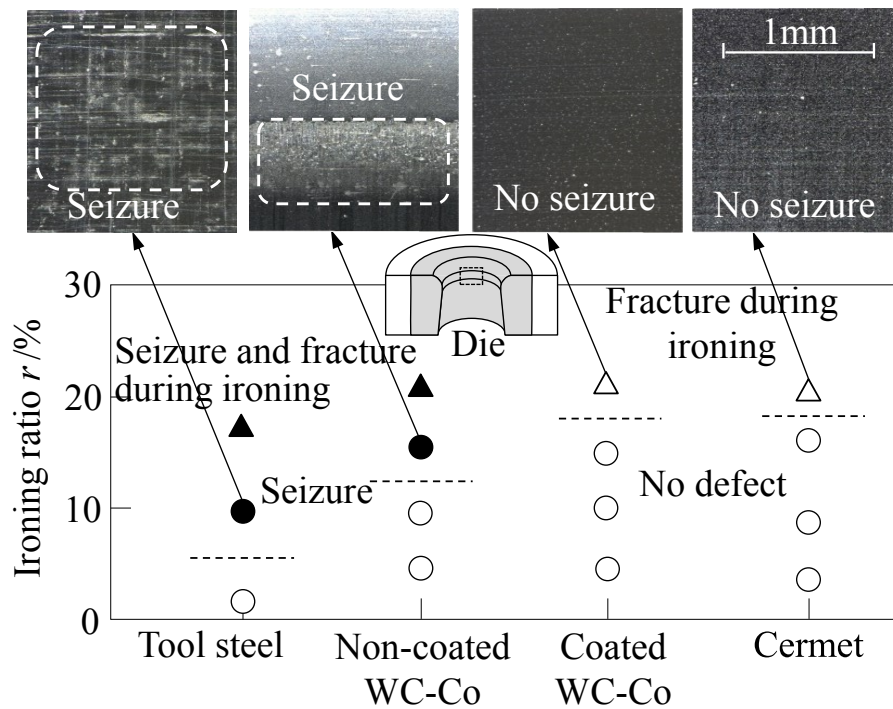 1mm
Seizure
Seizure
No seizure
No seizure
30
20
10
0
Ironing ratio r /%
Die
Fracture during
ironing
Seizure and fracture
during ironing
Seizure
No defect
Tool steel
Non-coated
WC-Co
Coated
WC-Co
Cermet